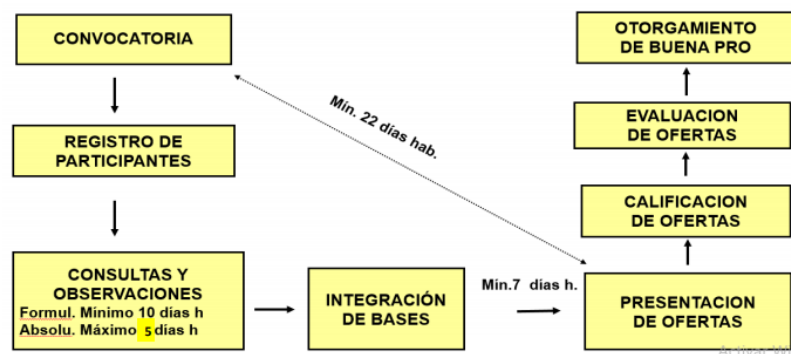 CONVOCATORIA
REGISTRO DE
PARTICIPANTES
CONSULTAS Y
OBSERVACIONES
Formul. Mínimo 10 días h
Absolu. Máximo 5 días h
INTEGRACIÓN
DE BASES
Min.7 días h.
PRESENTACION
DE OFERTAS
CALIFICACION
DE OFERTAS
EVALUACION
DE OFERTAS
OTORGAMIENTO
DE BUENA PRO
Min. 22 días hab.